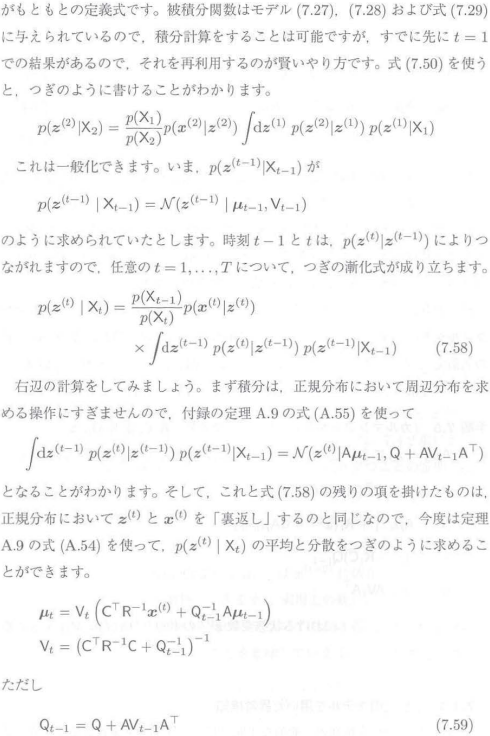 がもともとの定義式です。被積分関数はモデル (7.27), (7.28) および式 (7.29)
に与えられているので，積分計算をすることは可能ですが，すでに先に t = 1
での結果があるので，それを再利用するのが賢いやり方です。式 (7.50) を使う
と，つぎのように書けることがわかります。
p(z^{(2)}|X_2) = \frac{p(X_1)}{p(X_2)} p(x^{(2)}|z^{(2)}) ∫dz^{(1)} p(z^{(2)}|z^{(1)}) p(z^{(1)}|X_1)
これは一般化できます。いま，p(z^{(t-1)}|X_{t-1}) が
p(z^{(t-1)} | X_{t-1}) = N(z^{(t-1)} | μ_{t-1}, V_{t-1})
のように求められていたとします。時刻 t − 1 と t は，p(z^{(t)}|z^{(t-1)}) によりつ
ながれますので，任意の t = 1, . . . , T について，つぎの漸化式が成り立ちます。
p(z^{(t)} | X_t) = \frac{p(X_{t-1})}{p(X_t)} p(x^{(t)}|z^{(t)})
× ∫dz^{(t-1)} p(z^{(t)}|z^{(t-1)}) p(z^{(t-1)}|X_{t-1}) (7.58)
右辺の計算をしてみましょう。まず積分は，正規分布において周辺分布を求
める操作にすぎませんので，付録の定理 A.9 の式 (A.55) を使って
∫dz^{(t-1)} p(z^{(t)}|z^{(t-1)}) p(z^{(t-1)}|X_{t-1}) = N(z^{(t)}|Aμ_{t-1}, Q + AV_{t-1}A^⊤)
となることがわかります。そして，これと式 (7.58) の残りの項を掛けたものは，
正規分布において z^{(t)} と x^{(t)} を「裏返し」するのと同じなので，今度は定理
A.9 の式 (A.54) を使って，p(z^{(t)} | X_t) の平均と分散をつぎのように求めるこ
とができます。
μ_t = V_t (C^⊤R^{-1}x^{(t)} + Q_{t-1}^{-1}Aμ_{t-1})
V_t = (C^⊤R^{-1}C + Q_{t-1}^{-1})^{-1}
ただし
Q_{t-1} = Q + AV_{t-1}A^⊤ (7.59)